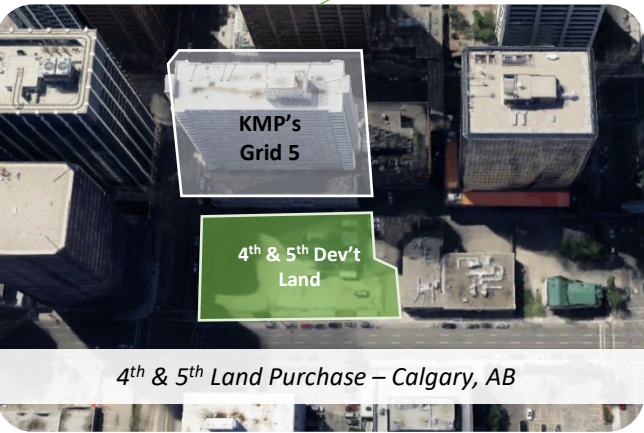 KMP's
Grid 5
4th & 5th Dev't
Land
4th & 5th Land Purchase – Calgary, AB